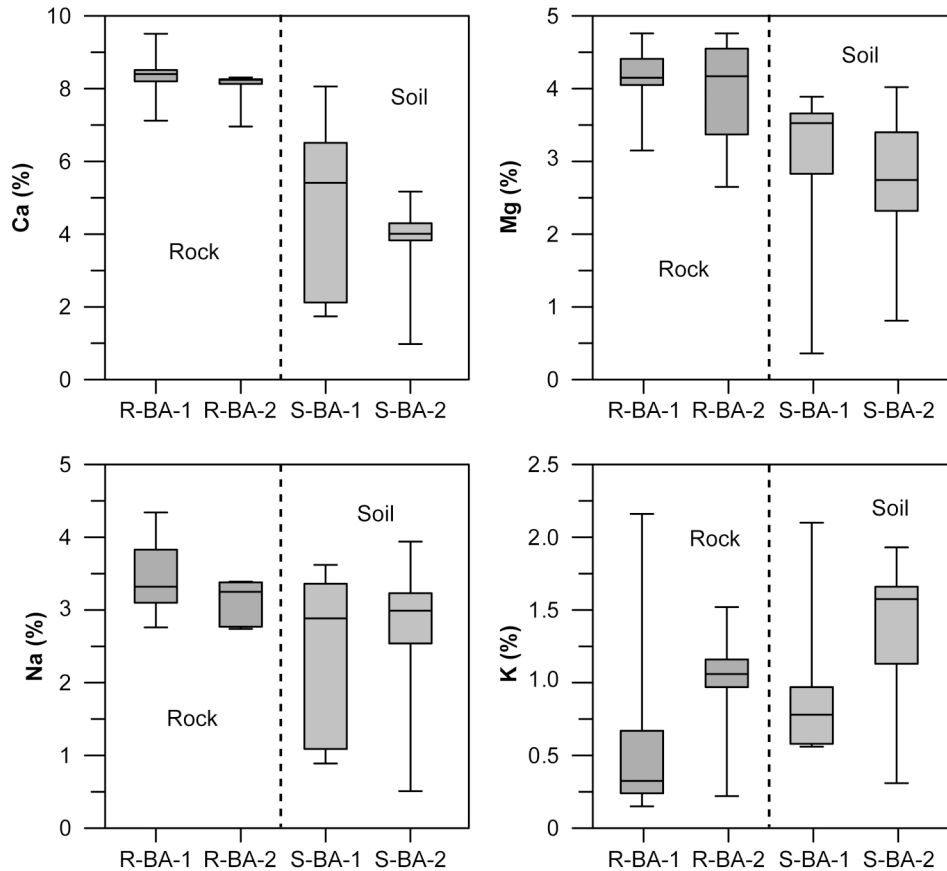 Ca (%)
10
8
6
4
2
0
Rock
Soil
R-BA-1 R-BA-2 S-BA-1 S-BA-2
Mg (%)
5
4
3
2
1
0
Rock
Soil
R-BA-1 R-BA-2 S-BA-1 S-BA-2
Na (%)
5
4
3
2
1
0
Rock
Soil
R-BA-1 R-BA-2 S-BA-1 S-BA-2
K (%)
2.5
2.0
1.5
1.0
0.5
0
Rock
Soil
R-BA-1 R-BA-2 S-BA-1 S-BA-2